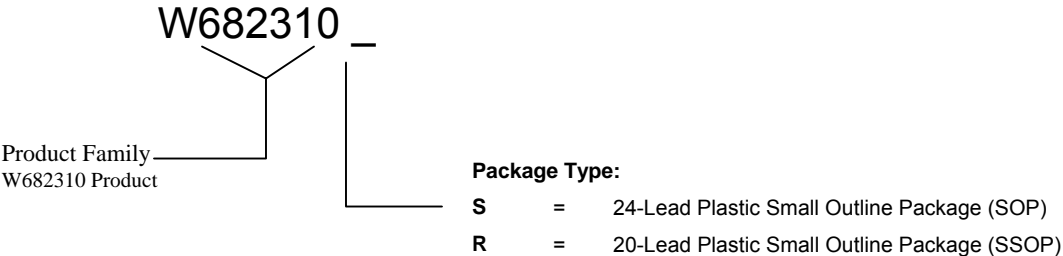 W682310 _
Product Family
W682310 Product
Package Type:
S = 24-Lead Plastic Small Outline Package (SOP)
R = 20-Lead Plastic Small Outline Package (SSOP)